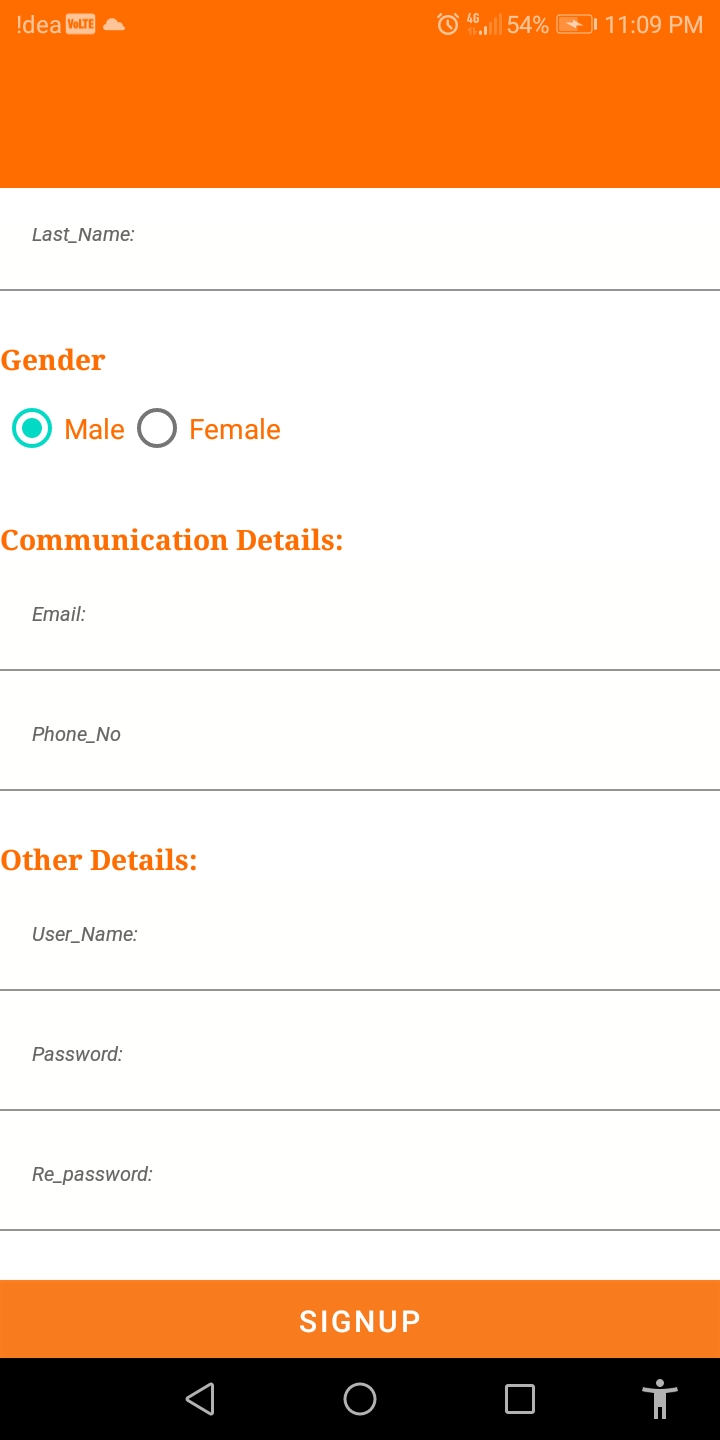 !dea VoLTE 4G 54% 11:09 PM
Last_Name:
Gender
Male Female
Communication Details:
Email:
Phone_No
Other Details:
User_Name:
Password:
Re_password:
SIGNUP